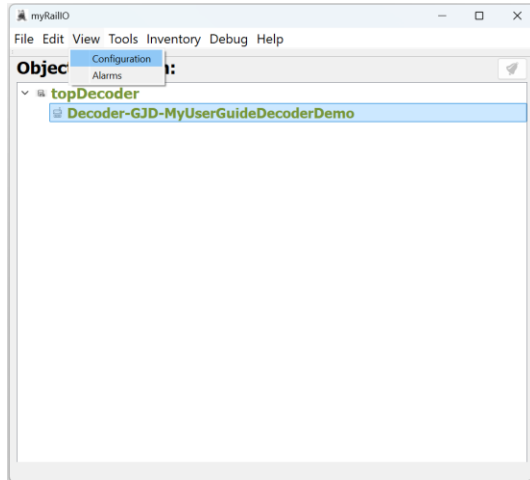 myRailIO
File Edit View Tools Inventory Debug Help
Configuration
Alarms
Objec :
topDecoder
Decoder-GJD-MyUserGuideDecoderDemo